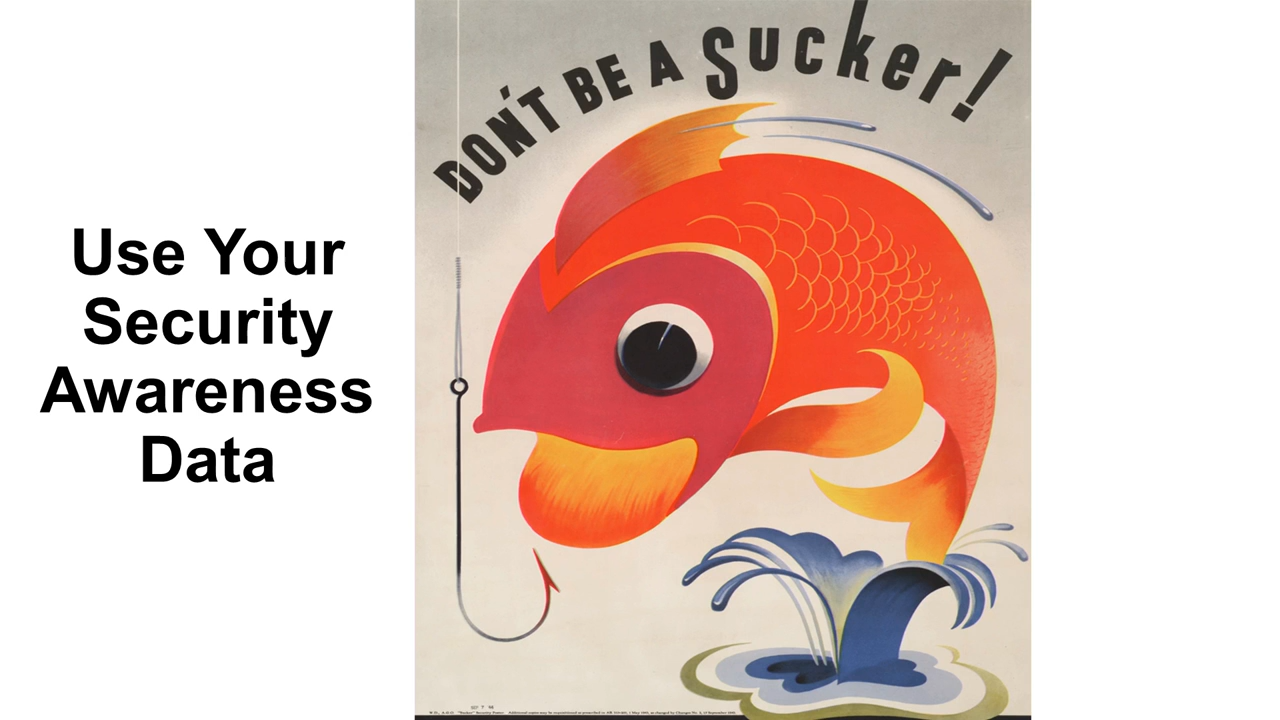 Use Your
Security
Awareness
Data
DON'T BE A Sucker!